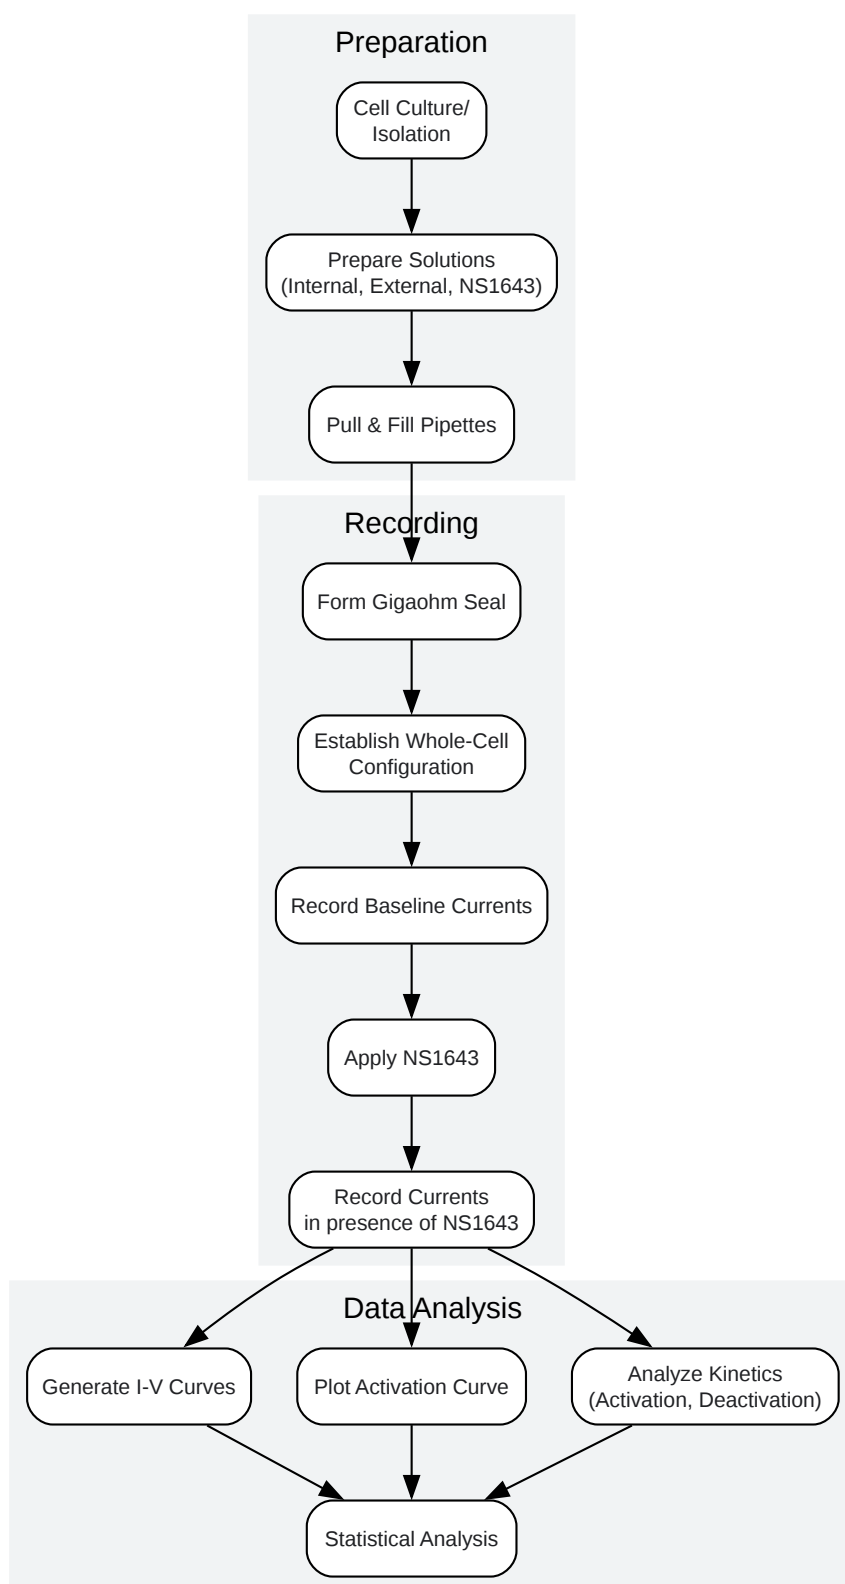 Preparation
Cell Culture/
Isolation
Prepare Solutions
(Internal, External, NS1643)
Pull & Fill Pipettes
Recording
Form Gigaohm Seal
Establish Whole-Cell
Configuration
Record Baseline Currents
Apply NS1643
Record Currents
in presence of NS1643
Data Analysis
Generate I-V Curves
Plot Activation Curve
Analyze Kinetics
(Activation, Deactivation)
Statistical Analysis